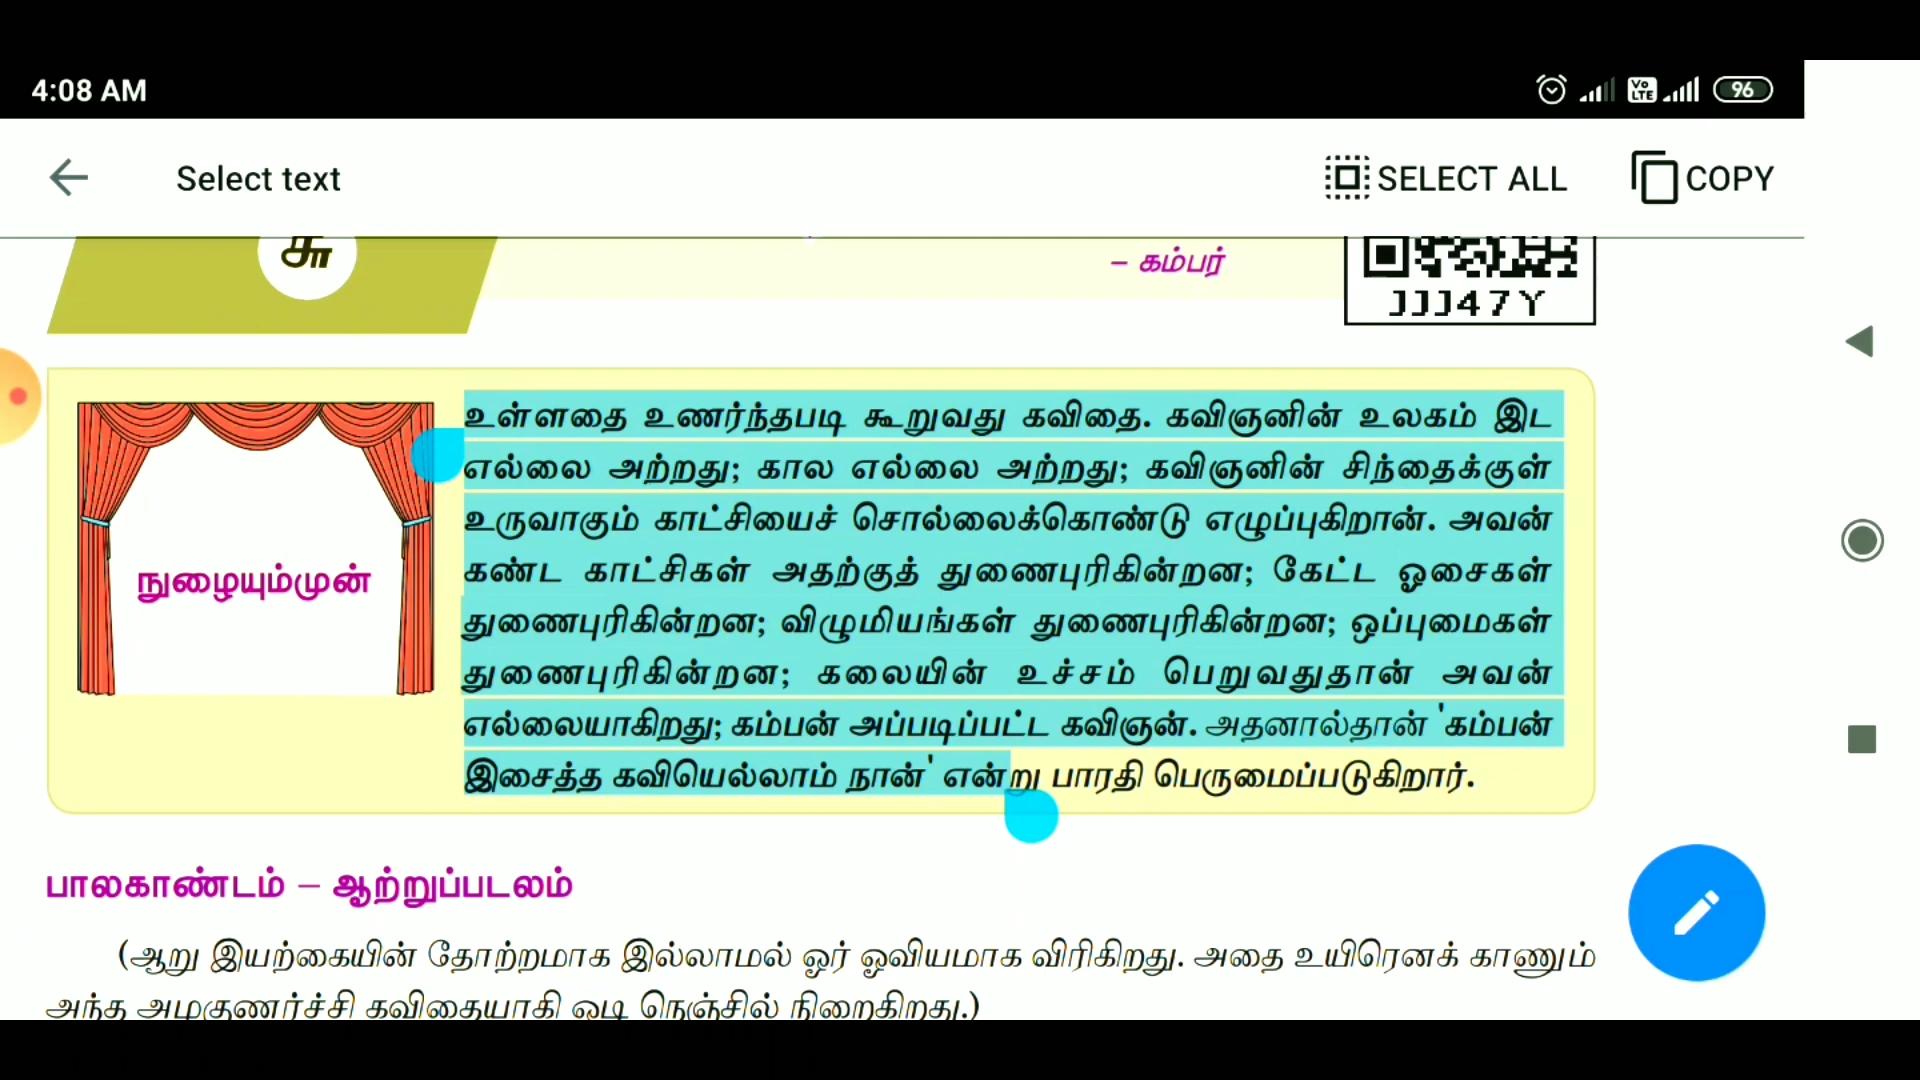 4:08 AM
Vo LTE
96
Select text
SELECT ALL
COPY
சு
– கம்பர்
JJJ47Y
உள்ளதை உணர்ந்தபடி கூறுவது கவிதை. கவிஞனின் உலகம் இட
எல்லை அற்றது; கால எல்லை அற்றது; கவிஞனின் சிந்தைக்குள்
உருவாகும் காட்சியைச் சொல்லைக்கொண்டு எழுப்புகிறான். அவன்
கண்ட காட்சிகள் அதற்குத் துணைபுரிகின்றன; கேட்ட ஓசைகள்
துணைபுரிகின்றன; விழுமியங்கள் துணைபுரிகின்றன; ஒப்புமைகள்
துணைபுரிகின்றன; கலையின் உச்சம் பெறுவதுதான் அவன்
எல்லையாகிறது; கம்பன் அப்படிப்பட்ட கவிஞன். அதனால்தான் 'கம்பன்
இசைத்த கவியெல்லாம் நான்' என்று பாரதி பெருமைப்படுகிறார்.
நுழையும்முன்
பாலகாண்டம் – ஆற்றுப்படலம்
(ஆறு இயற்கையின் தோற்றமாக இல்லாமல் ஓர் ஓவியமாக விரிகிறது. அதை உயிரெனக் காணும்
அந்த அழகுணர்ச்சி கவிதையாகி ஓடி நெஞ்சில் நிறைகிறது.)